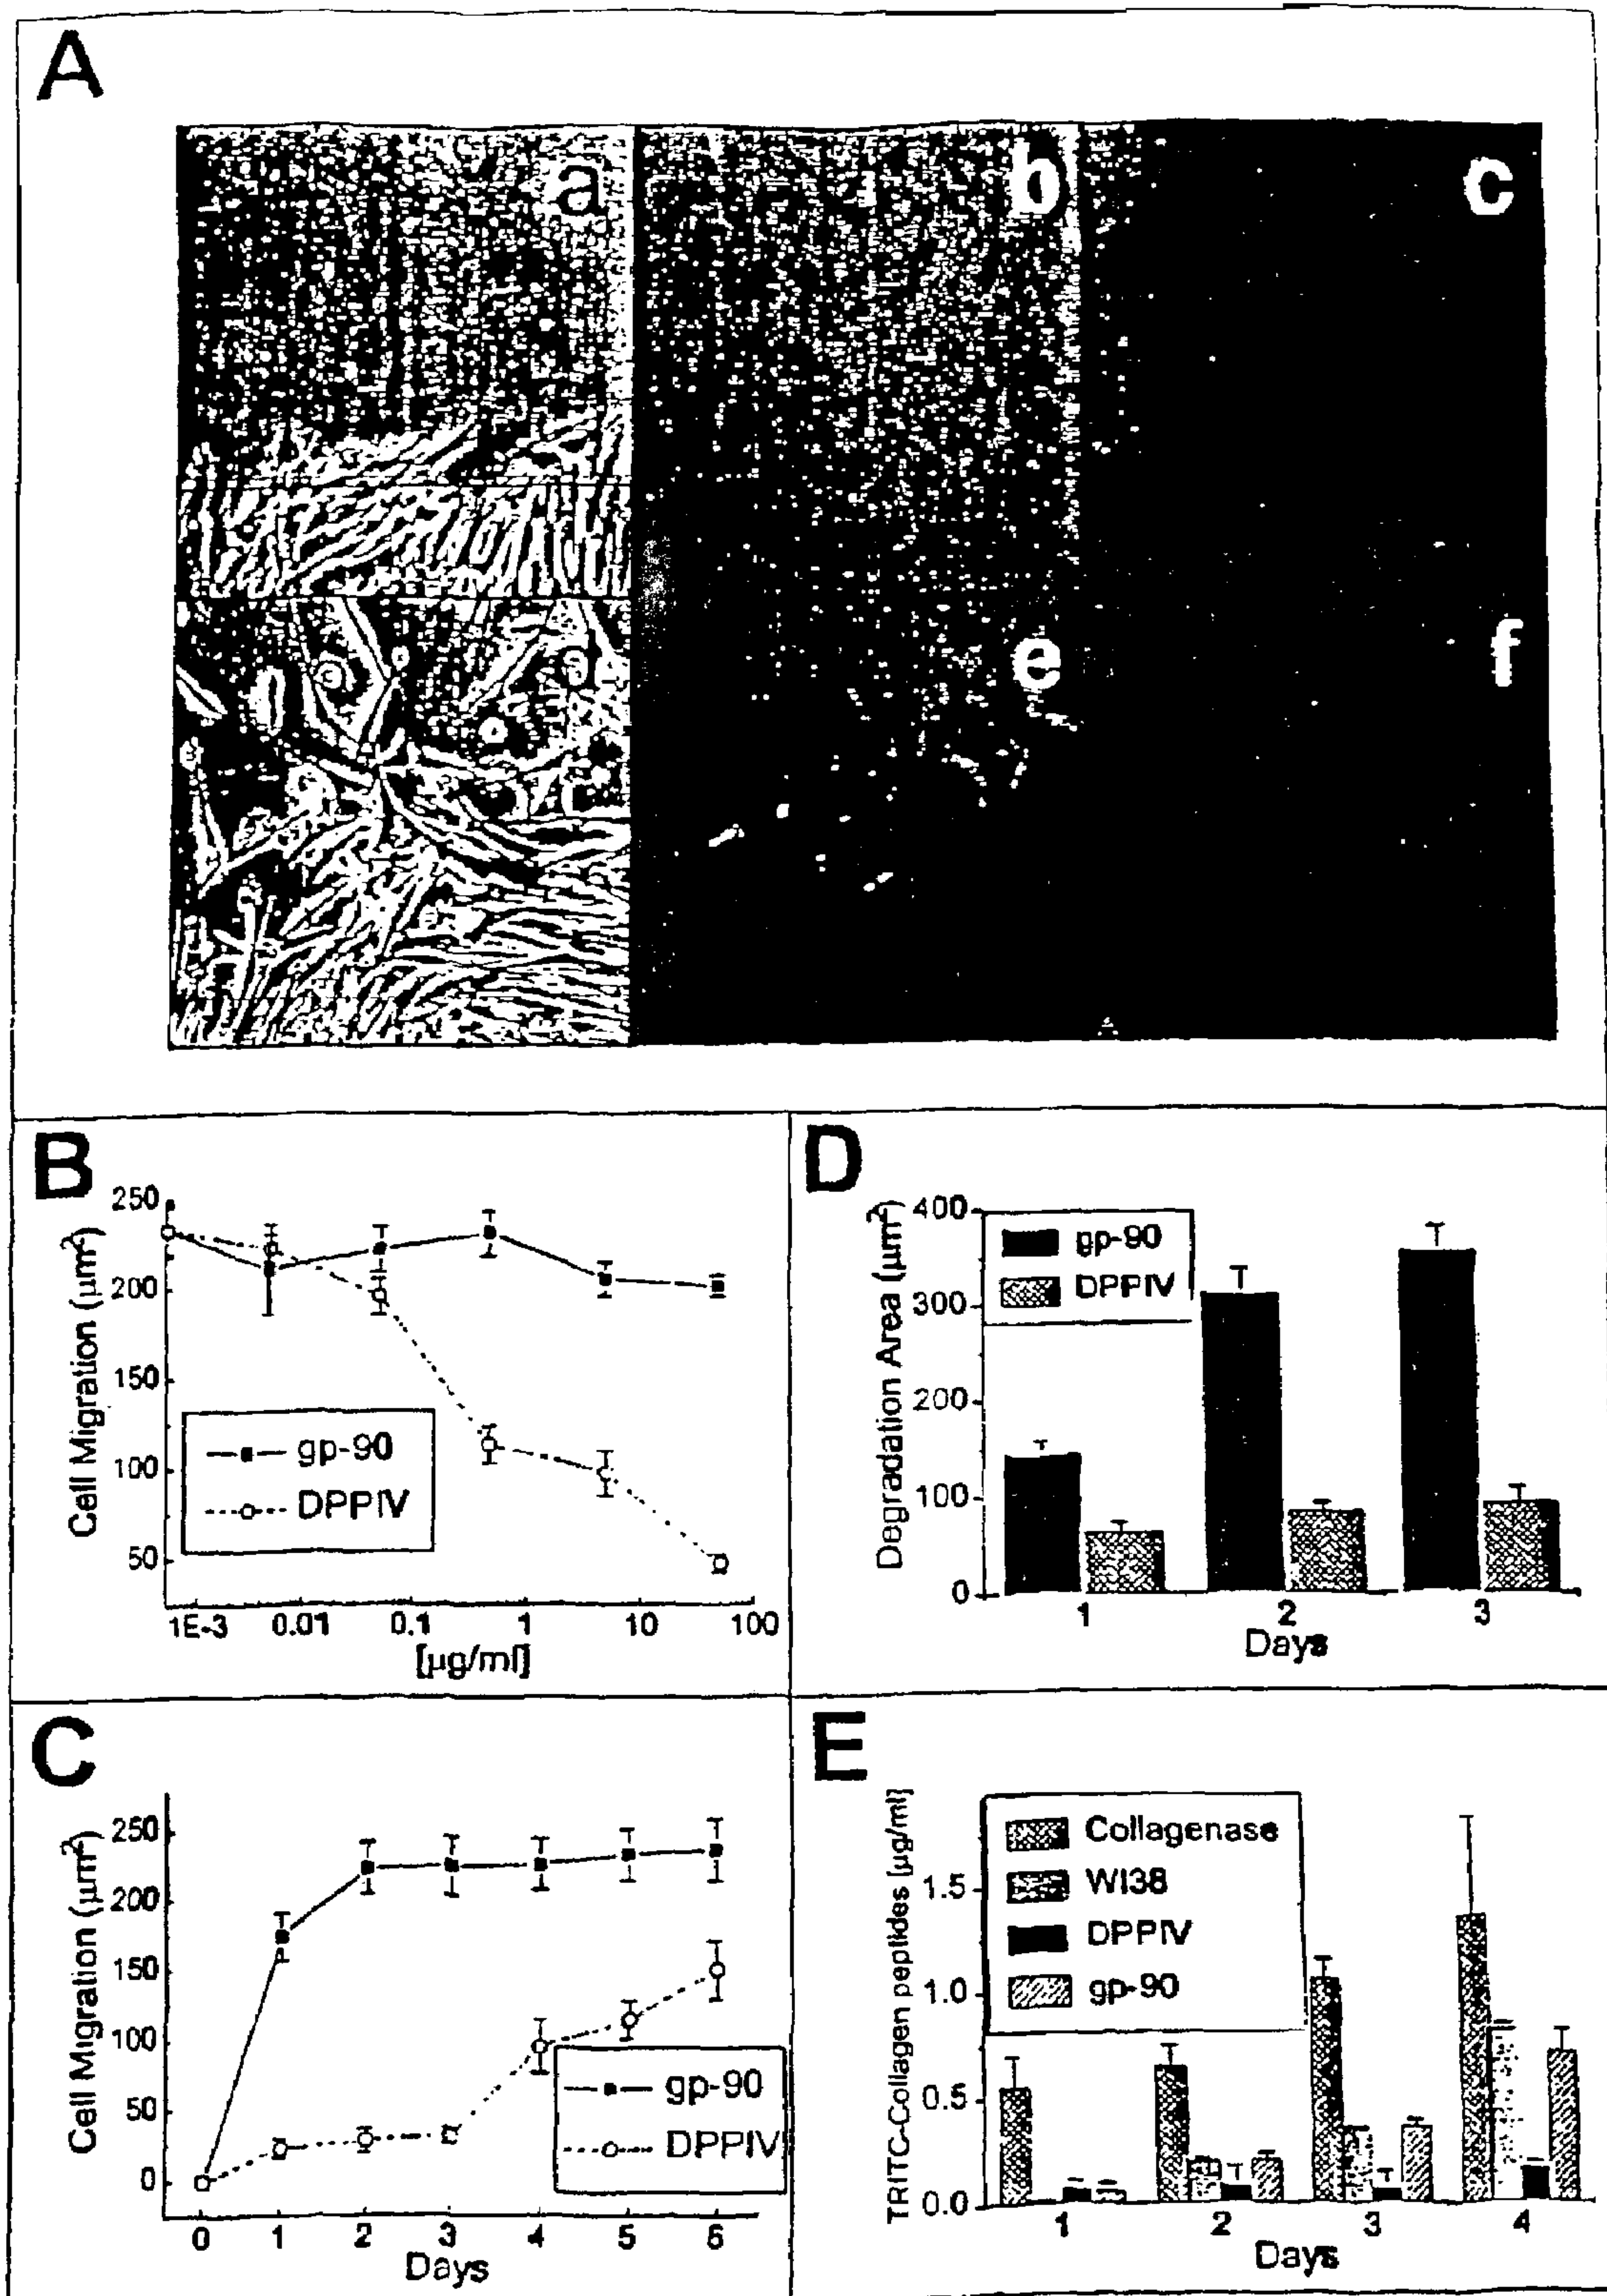 A
a
b
c
e
f
B
Cell Migration (μm²)
250
200
150
100
50
gp-90
DPPIV
1E-3 0.01 0.1 1 10 100
[μg/ml]
D
Degradation Area (μm²)
400
300
200
100
0
gp-90
DPPIV
1 2 3
Days
C
Cell Migration (μm²)
250
200
150
100
50
0
gp-90
DPPIV
0 1 2 3 4 5 6
Days
E
TRITC-Collagen peptides [μg/ml]
1.5
1.0
0.5
0.0
Collagenase
WI38
DPPIV
gp-90
1 2 3 4
Days